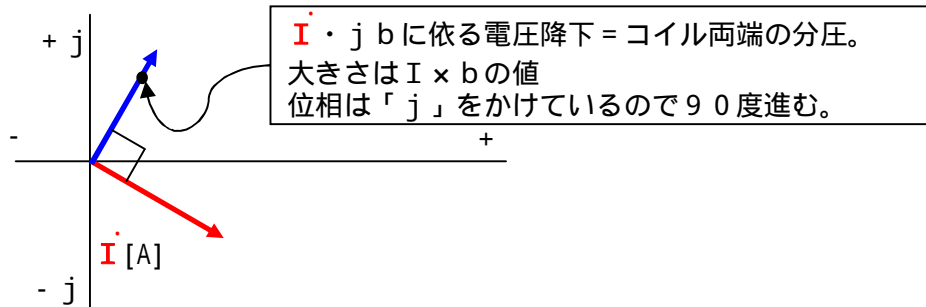 + j
İ・j b に依る電圧降下 = コイル両端の分圧。
大きさは I × b の値
位相は「 j 」をかけているので 9 0 度進む。
-
+
İ [A]
- j